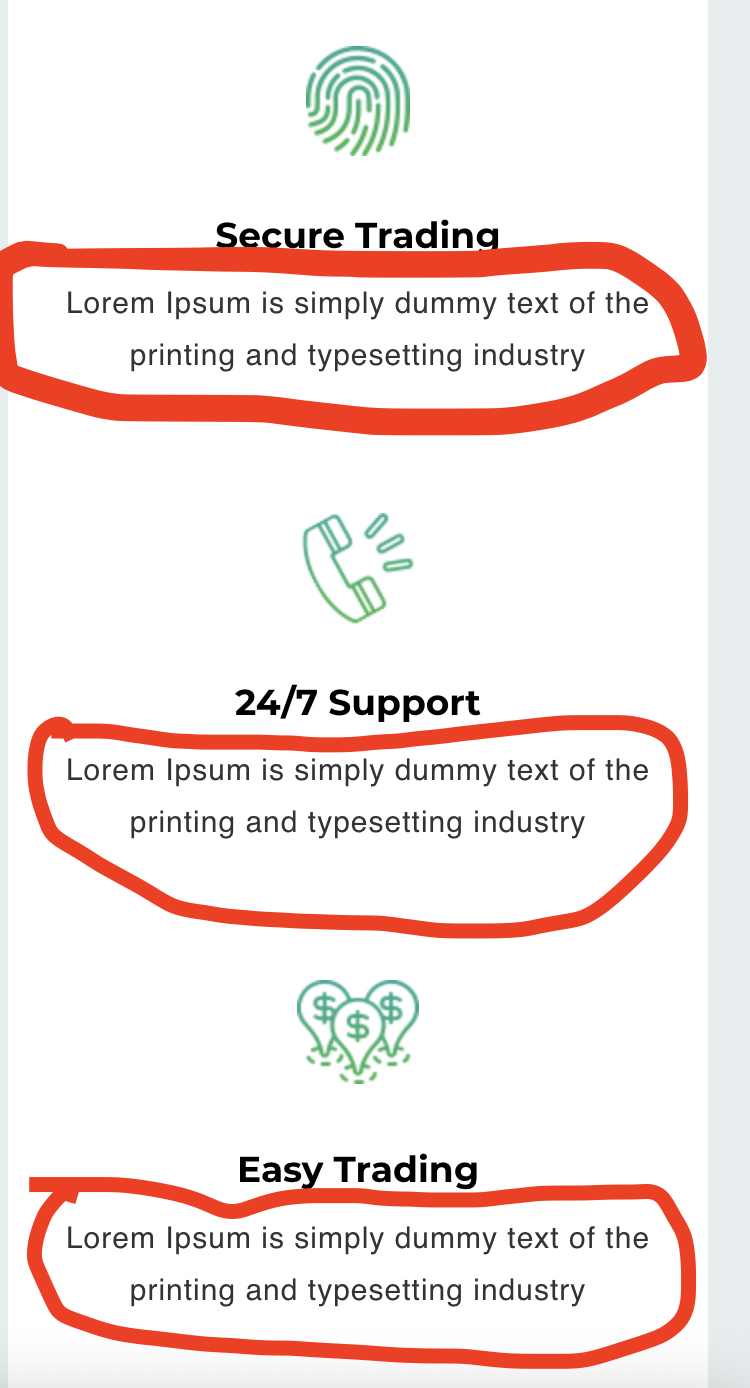 Secure Trading
Lorem Ipsum is simply dummy text of the
printing and typesetting industry
24/7 Support
Lorem Ipsum is simply dummy text of the
printing and typesetting industry
$ $ $
Easy Trading
Lorem Ipsum is simply dummy text of the
printing and typesetting industry